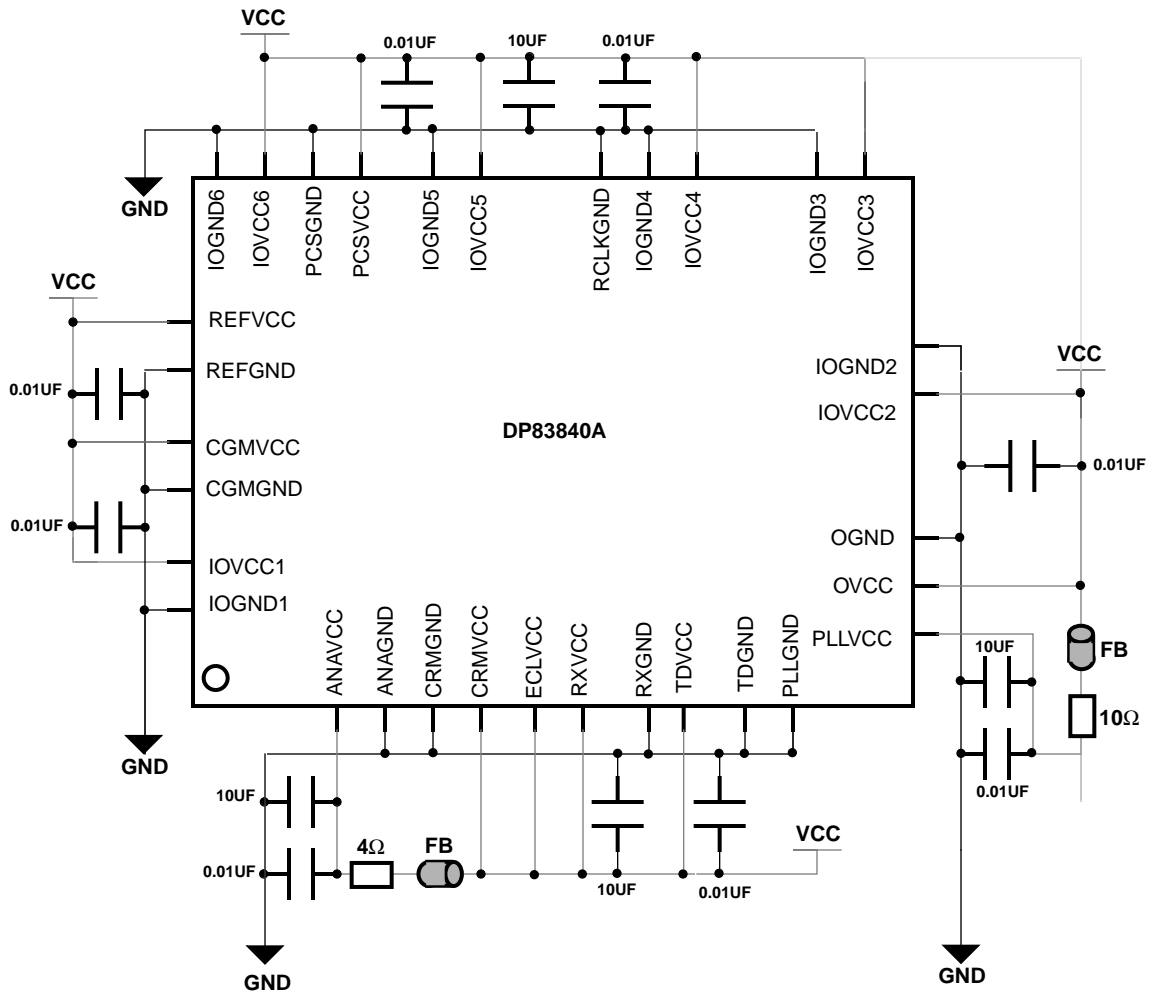 VCC
0.01UF
10UF
0.01UF
GND
IOGND6
IOVCC6
PCSGND
PCSVCC
IOGND5
IOVCC5
RCLKGND
IOGND4
IOVCC4
IOGND3
IOVCC3
VCC
REFVCC
REFGND
0.01UF
CGMVCC
CGMGND
0.01UF
IOVCC1
IOGND1
GND
DP83840A
IOGND2
IOVCC2
VCC
0.01UF
OGND
OVCC
PLLVCC
10UF
FB
10Ω
0.01UF
ANAVCC
ANAGND
CRMGND
CRMVCC
ECLVCC
RXVCC
RXGND
TDVCC
TDGND
PLLGND
10UF
0.01UF
4Ω
FB
10UF
0.01UF
VCC
GND
GND